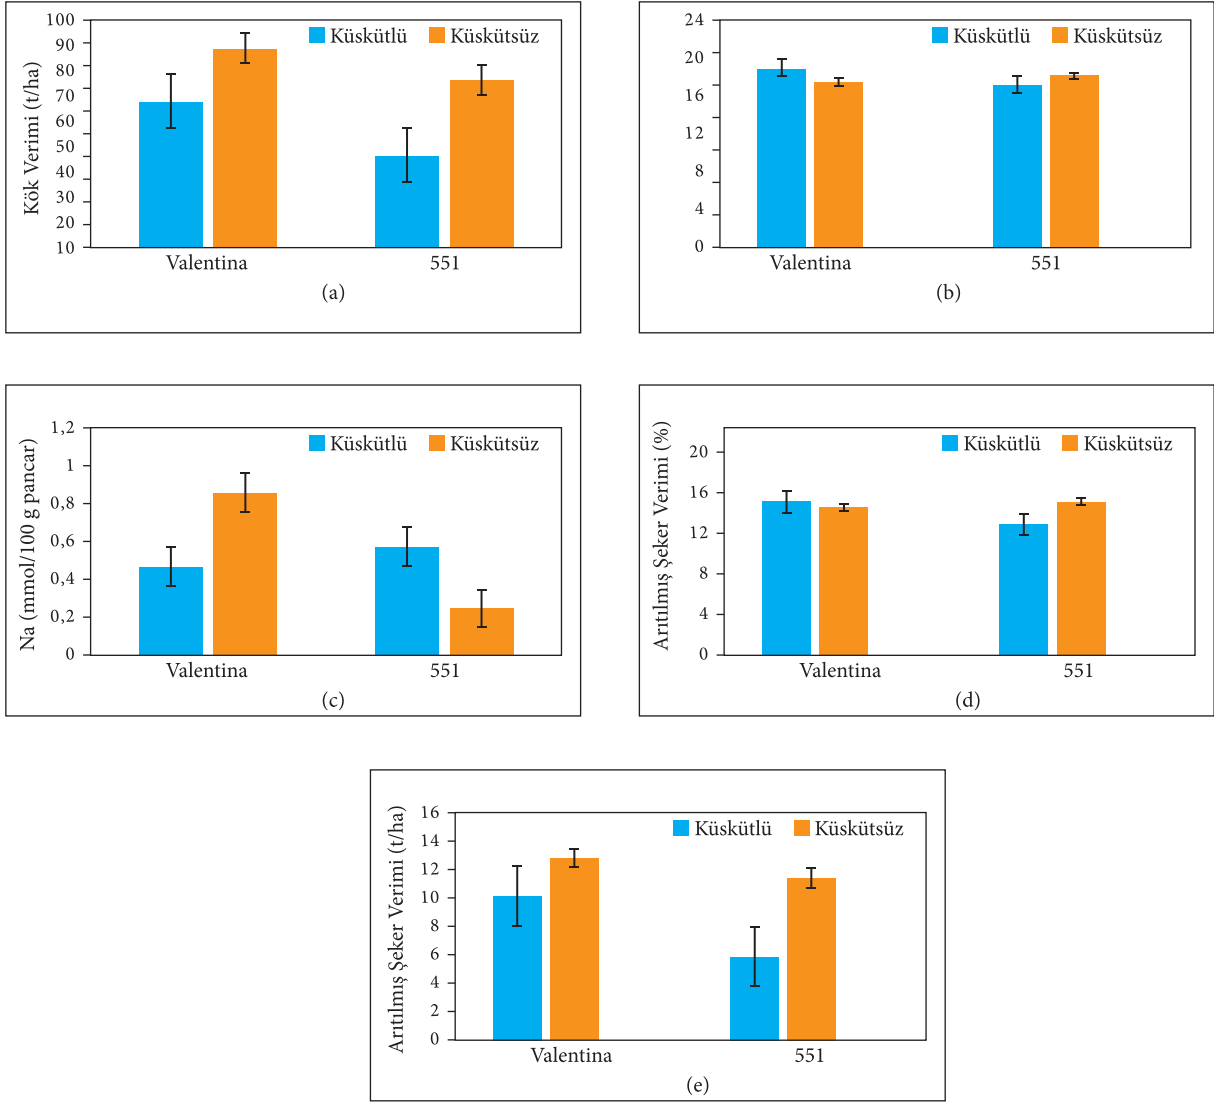 Kök Verimi (t/ha)
100
90
80
70
60
50
40
30
20
10
Küskütlü Küskütsüz
Valentina 551
(a)
24
20
16
12
8
4
0
Küskütlü Küskütsüz
Valentina 551
(b)
Na (mmol/100 g pancar)
1,2
1
0,8
0,6
0,4
0,2
0
Küskütlü Küskütsüz
Valentina 551
(c)
Arıtılmış Şeker Verimi (%)
20
16
12
8
4
0
Küskütlü Küskütsüz
Valentina 551
(d)
Arıtılmış Şeker Verimi (t/ha)
16
14
12
10
8
6
4
2
0
Küskütlü Küskütsüz
Valentina 551
(e)